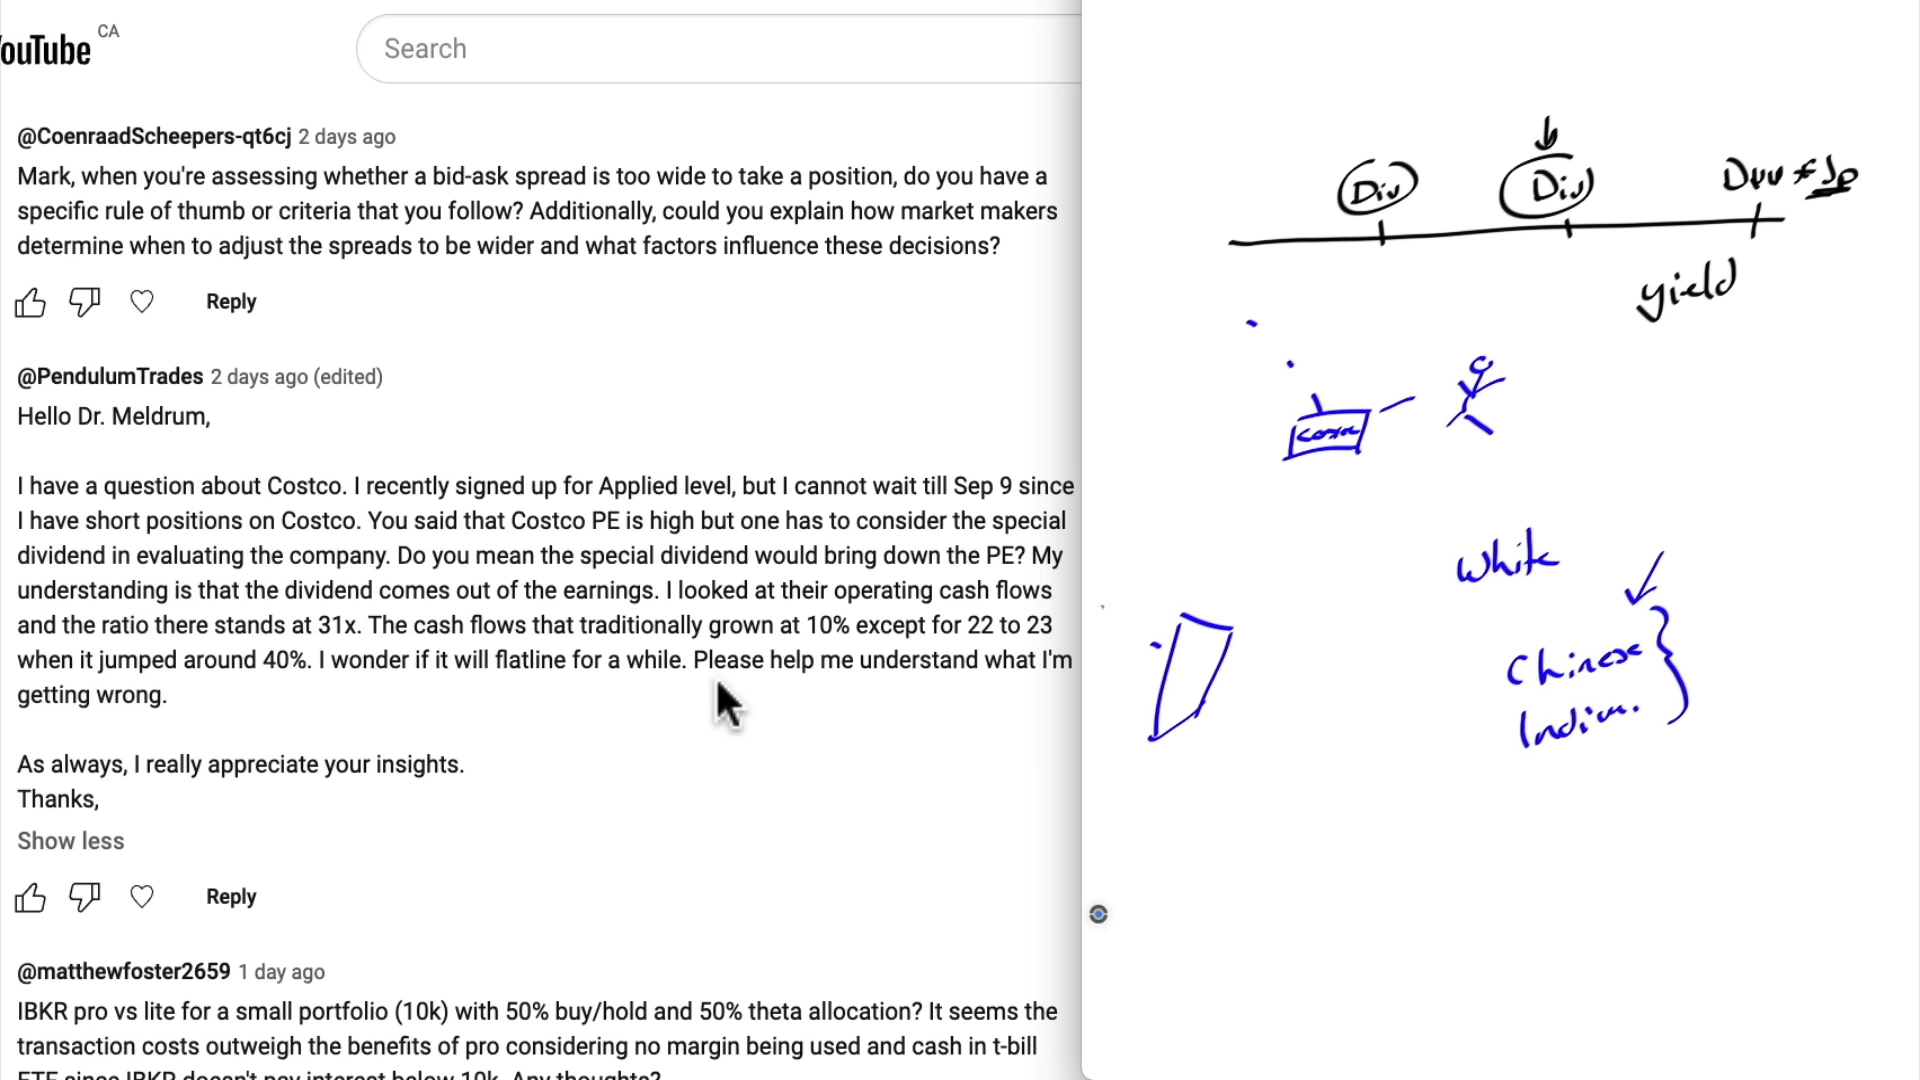 ouTube CA
Search
@CoenraadScheepers-qt6cj 2 days ago
Mark, when you're assessing whether a bid-ask spread is too wide to take a position, do you have a
specific rule of thumb or criteria that you follow? Additionally, could you explain how market makers
determine when to adjust the spreads to be wider and what factors influence these decisions?
Reply
@PendulumTrades 2 days ago (edited)
Hello Dr. Meldrum,
I have a question about Costco. I recently signed up for Applied level, but I cannot wait till Sep 9 since
I have short positions on Costco. You said that Costco PE is high but one has to consider the special
dividend in evaluating the company. Do you mean the special dividend would bring down the PE? My
understanding is that the dividend comes out of the earnings. I looked at their operating cash flows
and the ratio there stands at 31x. The cash flows that traditionally grown at 10% except for 22 to 23
when it jumped around 40%. I wonder if it will flatline for a while. Please help me understand what I'm
getting wrong.
As always, I really appreciate your insights.
Thanks,
Show less
Reply
@matthewfoster2659 1 day ago
IBKR pro vs lite for a small portfolio (10k) with 50% buy/hold and 50% theta allocation? It seems the
transaction costs outweigh the benefits of pro considering no margin being used and cash in t-bill
ETF since IBKR doesn't pay interest below 10k. Any thoughts?
Div
Div
yield
White
Chinese